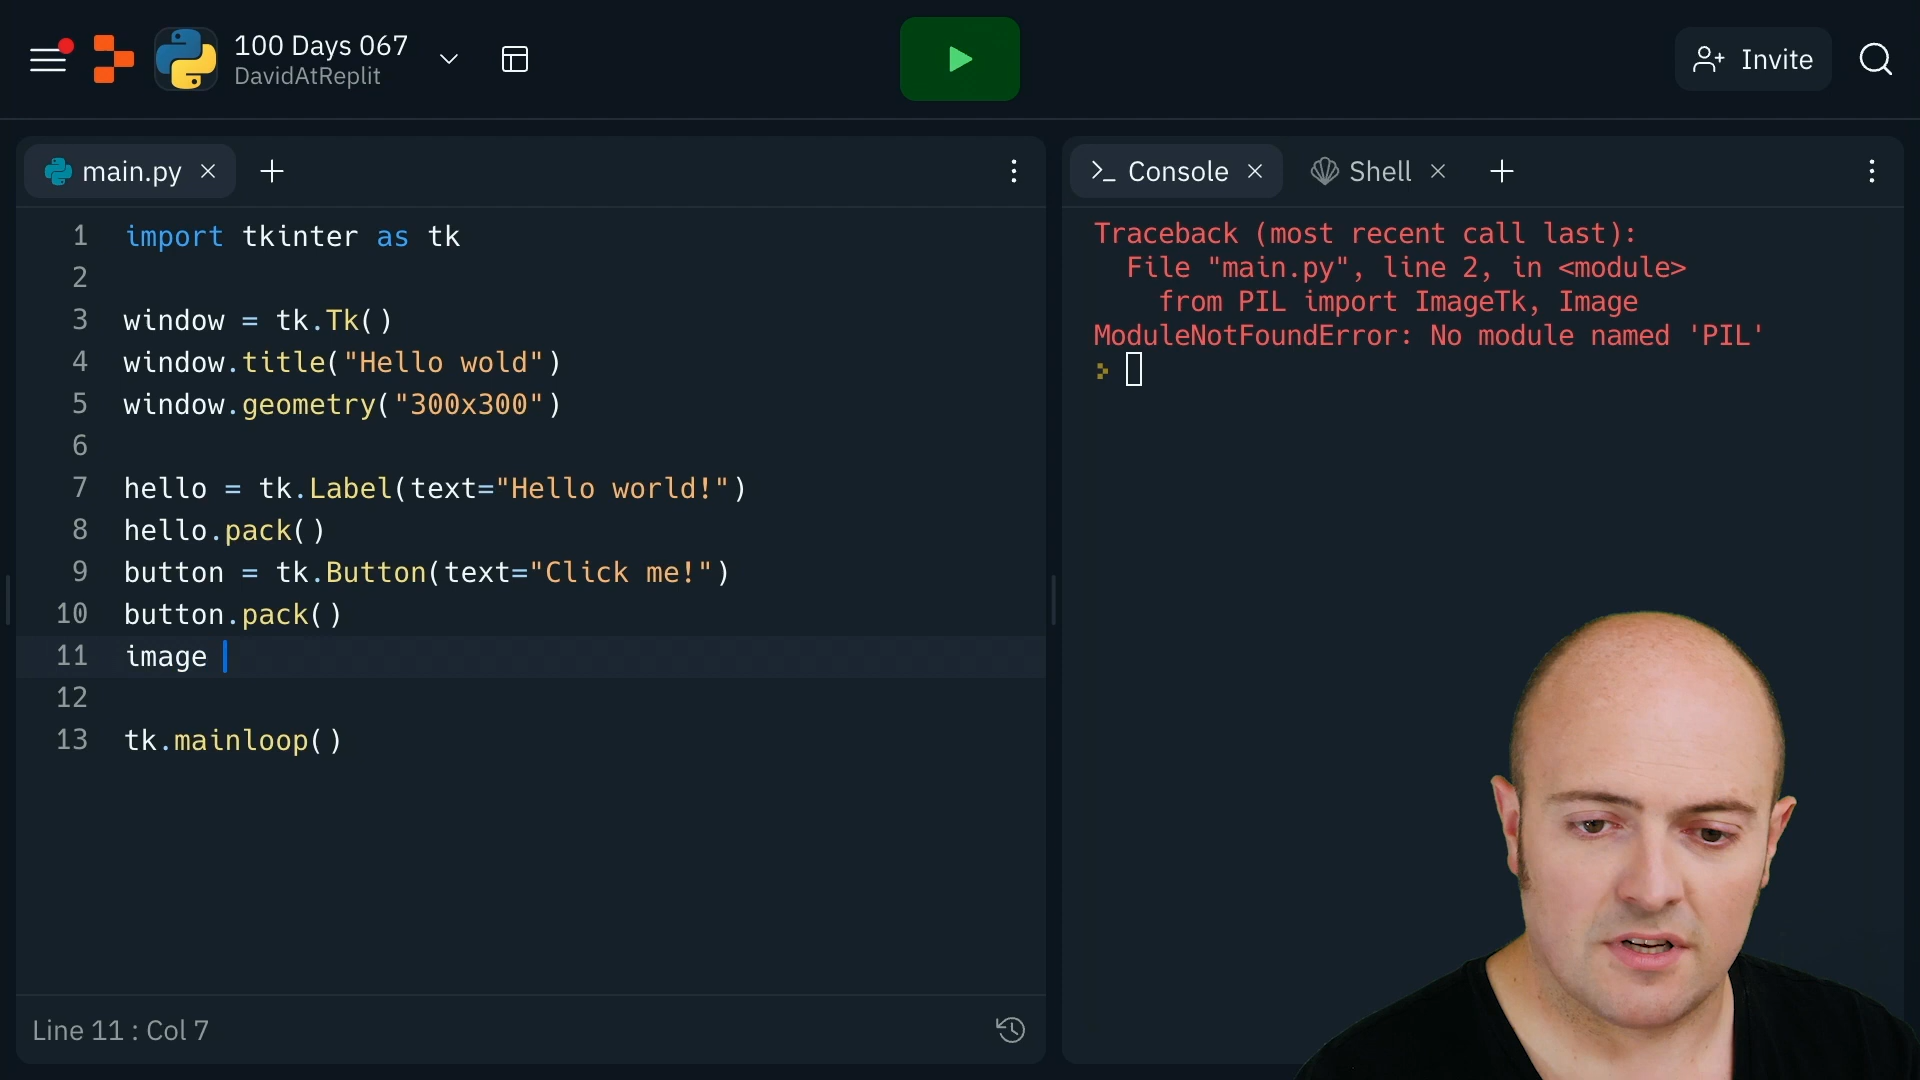 100 Days 067
DavidAtReplit
Invite
main.py
Console
Shell
1 import tkinter as tk
2
3 window = tk.Tk()
4 window.title("Hello wold")
5 window.geometry("300x300")
6
7 hello = tk.Label(text="Hello world!")
8 hello.pack()
9 button = tk.Button(text="Click me!")
10 button.pack()
11 image
12
13 tk.mainloop()
Line 11 : Col 7
Traceback (most recent call last):
File "main.py", line 2, in <module>
from PIL import ImageTk, Image
ModuleNotFoundError: No module named 'PIL'